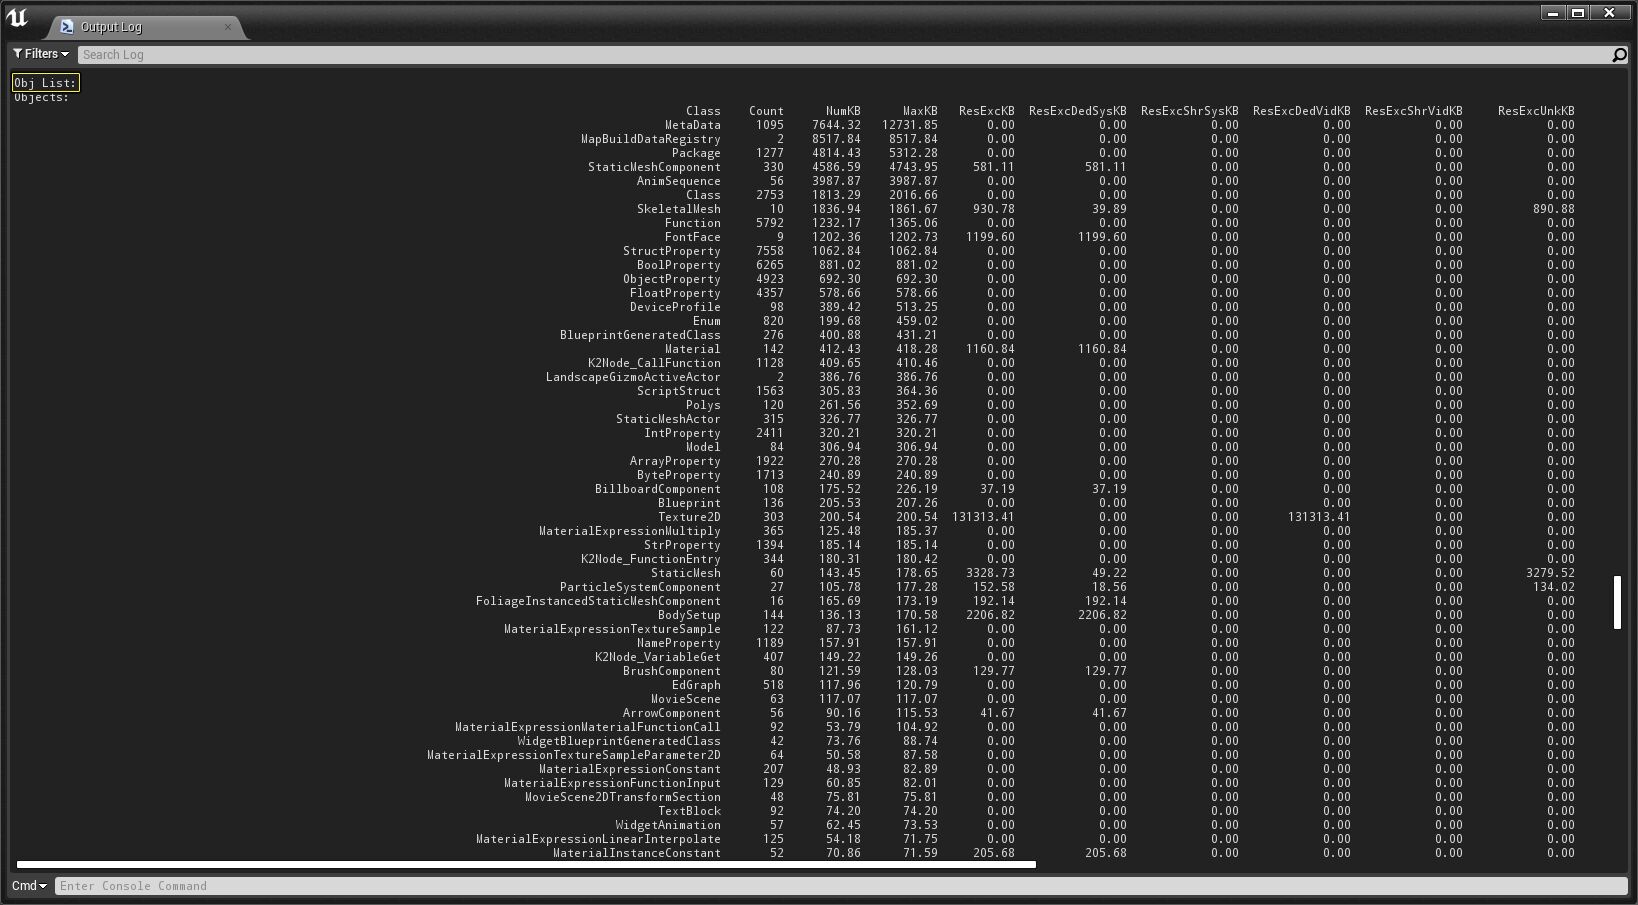 Output Log
Filters
Search Log
Obj List:
Objects:
Class Count NumKB MaxKB ResExcKB ResExcDedSysKB ResExcShrSysKB ResExcDedVidKB ResExcShrVidKB ResExcUnkKB
MetaData 1095 7644.32 12731.85 0.00 0.00 0.00 0.00 0.00 0.00
MapBuildDataRegistry 2 8517.84 8517.84 0.00 0.00 0.00 0.00 0.00 0.00
Package 1277 4814.43 5312.28 0.00 0.00 0.00 0.00 0.00 0.00
StaticMeshComponent 330 4586.59 4743.95 581.11 581.11 0.00 0.00 0.00 0.00
AnimSequence 56 3987.87 3987.87 0.00 0.00 0.00 0.00 0.00 0.00
Class 2753 1813.29 2016.66 0.00 0.00 0.00 0.00 0.00 0.00
SkeletalMesh 10 1836.94 1861.67 930.78 39.89 0.00 0.00 0.00 890.88
Function 5792 1232.17 1365.06 0.00 0.00 0.00 0.00 0.00 0.00
FontFace 9 1202.36 1202.73 1199.60 1199.60 0.00 0.00 0.00 0.00
StructProperty 7558 1062.84 1062.84 0.00 0.00 0.00 0.00 0.00 0.00
BoolProperty 6265 881.02 881.02 0.00 0.00 0.00 0.00 0.00 0.00
ObjectProperty 4923 692.30 692.30 0.00 0.00 0.00 0.00 0.00 0.00
FloatProperty 4357 578.66 578.66 0.00 0.00 0.00 0.00 0.00 0.00
DeviceProfile 98 389.42 513.25 0.00 0.00 0.00 0.00 0.00 0.00
Enum 820 199.68 459.02 0.00 0.00 0.00 0.00 0.00 0.00
BlueprintGeneratedClass 276 400.88 431.21 0.00 0.00 0.00 0.00 0.00 0.00
Material 142 412.43 418.28 1160.84 1160.84 0.00 0.00 0.00 0.00
K2Node_CallFunction 1128 409.65 410.46 0.00 0.00 0.00 0.00 0.00 0.00
LandscapeGizmoActiveActor 2 386.76 386.76 0.00 0.00 0.00 0.00 0.00 0.00
ScriptStruct 1563 305.83 364.36 0.00 0.00 0.00 0.00 0.00 0.00
Polys 120 261.56 352.69 0.00 0.00 0.00 0.00 0.00 0.00
StaticMeshActor 315 326.77 326.77 0.00 0.00 0.00 0.00 0.00 0.00
IntProperty 2411 320.21 320.21 0.00 0.00 0.00 0.00 0.00 0.00
Model 84 306.94 306.94 0.00 0.00 0.00 0.00 0.00 0.00
ArrayProperty 1922 270.28 270.28 0.00 0.00 0.00 0.00 0.00 0.00
ByteProperty 1713 240.89 240.89 0.00 0.00 0.00 0.00 0.00 0.00
BillboardComponent 108 175.52 226.19 37.19 37.19 0.00 0.00 0.00 0.00
Blueprint 136 205.53 207.26 0.00 0.00 0.00 0.00 0.00 0.00
Texture2D 303 200.54 200.54 131313.41 0.00 0.00 131313.41 0.00 0.00
MaterialExpressionMultiply 365 125.48 185.37 0.00 0.00 0.00 0.00 0.00 0.00
StrProperty 1394 185.14 185.14 0.00 0.00 0.00 0.00 0.00 0.00
K2Node_FunctionEntry 344 180.31 180.42 0.00 0.00 0.00 0.00 0.00 0.00
StaticMesh 60 143.45 178.65 3328.73 49.22 0.00 0.00 0.00 3279.52
ParticleSystemComponent 27 105.78 177.28 152.58 18.56 0.00 0.00 0.00 134.02
FoliageInstancedStaticMeshComponent 16 165.69 173.19 192.14 192.14 0.00 0.00 0.00 0.00
BodySetup 144 136.13 170.58 2206.82 2206.82 0.00 0.00 0.00 0.00
MaterialExpressionTextureSample 122 87.73 161.12 0.00 0.00 0.00 0.00 0.00 0.00
NameProperty 1189 157.91 157.91 0.00 0.00 0.00 0.00 0.00 0.00
K2Node_VariableGet 407 149.22 149.26 0.00 0.00 0.00 0.00 0.00 0.00
BrushComponent 80 121.59 128.03 129.77 129.77 0.00 0.00 0.00 0.00
EdGraph 518 117.96 120.79 0.00 0.00 0.00 0.00 0.00 0.00
MovieScene 63 117.07 117.07 0.00 0.00 0.00 0.00 0.00 0.00
ArrowComponent 56 90.16 115.53 41.67 41.67 0.00 0.00 0.00 0.00
MaterialExpressionMaterialFunctionCall 92 53.79 104.92 0.00 0.00 0.00 0.00 0.00 0.00
WidgetBlueprintGeneratedClass 42 73.76 88.74 0.00 0.00 0.00 0.00 0.00 0.00
MaterialExpressionTextureSampleParameter2D 64 50.58 87.58 0.00 0.00 0.00 0.00 0.00 0.00
MaterialExpressionConstant 207 48.93 82.89 0.00 0.00 0.00 0.00 0.00 0.00
MaterialExpressionFunctionInput 129 60.85 82.01 0.00 0.00 0.00 0.00 0.00 0.00
MovieScene2DTransformSection 48 75.81 75.81 0.00 0.00 0.00 0.00 0.00 0.00
TextBlock 92 74.20 74.20 0.00 0.00 0.00 0.00 0.00 0.00
WidgetAnimation 57 62.45 73.53 0.00 0.00 0.00 0.00 0.00 0.00
MaterialExpressionLinearInterpolate 125 54.18 71.75 0.00 0.00 0.00 0.00 0.00 0.00
MaterialInstanceConstant 52 70.86 71.59 205.68 205.68 0.00 0.00 0.00 0.00
Cmd
Enter Console Command